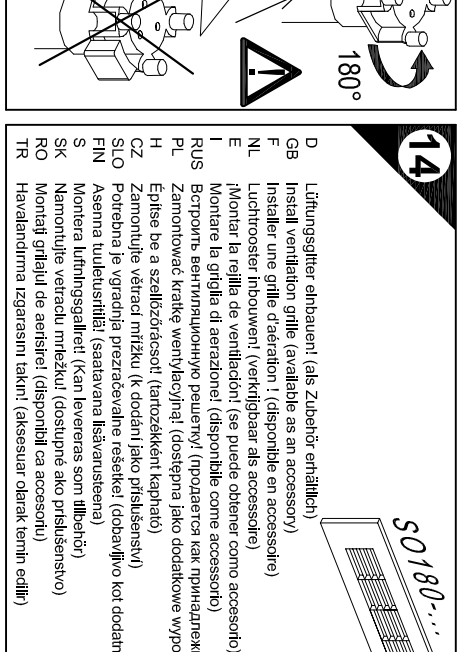 180°
14
D Lüftungsgitter einbauen! (als Zubehör erhältlich)
GB Install ventilation grille (available as an accessory)
F Installer une grille d'aération ! (disponible en accessoire)
NL Luchtrooster inbouwen! (verkrijgbaar als accessoire)
E ¡Montar la rejilla de ventilación! (se puede obtener como accesorio)
I Montare la griglia di aerazione! (disponibile come accessorio)
RUS Встроить вентиляционную решетку! (продается как принадлеж
PL Zamontować kratkę wentylacyjną! (dostępna jako dodatkowe wypo
H Építse be a szellőzőrácsot! (tartozékként kapható)
CZ Zamontujte větrací mřížku (k dodání jako příslušenství)
SLO Potrebna je vgradnja prezračevalne rešetke! (dobavljivo kot dodatn
FIN Asenna tuuletusritilä! (saatavana lisävarusteena)
S Montera luftningsgallret! (Kan levereras som tillbehör)
SK Namontujte vetraciu mriežku! (dostupné ako príslušenstvo)
RO Montaţi grilajul de aerisire! (disponibil ca accesoriu)
TR Havalandırma ızgarasını takın! (aksesuar olarak temin edilir)
SO180-...